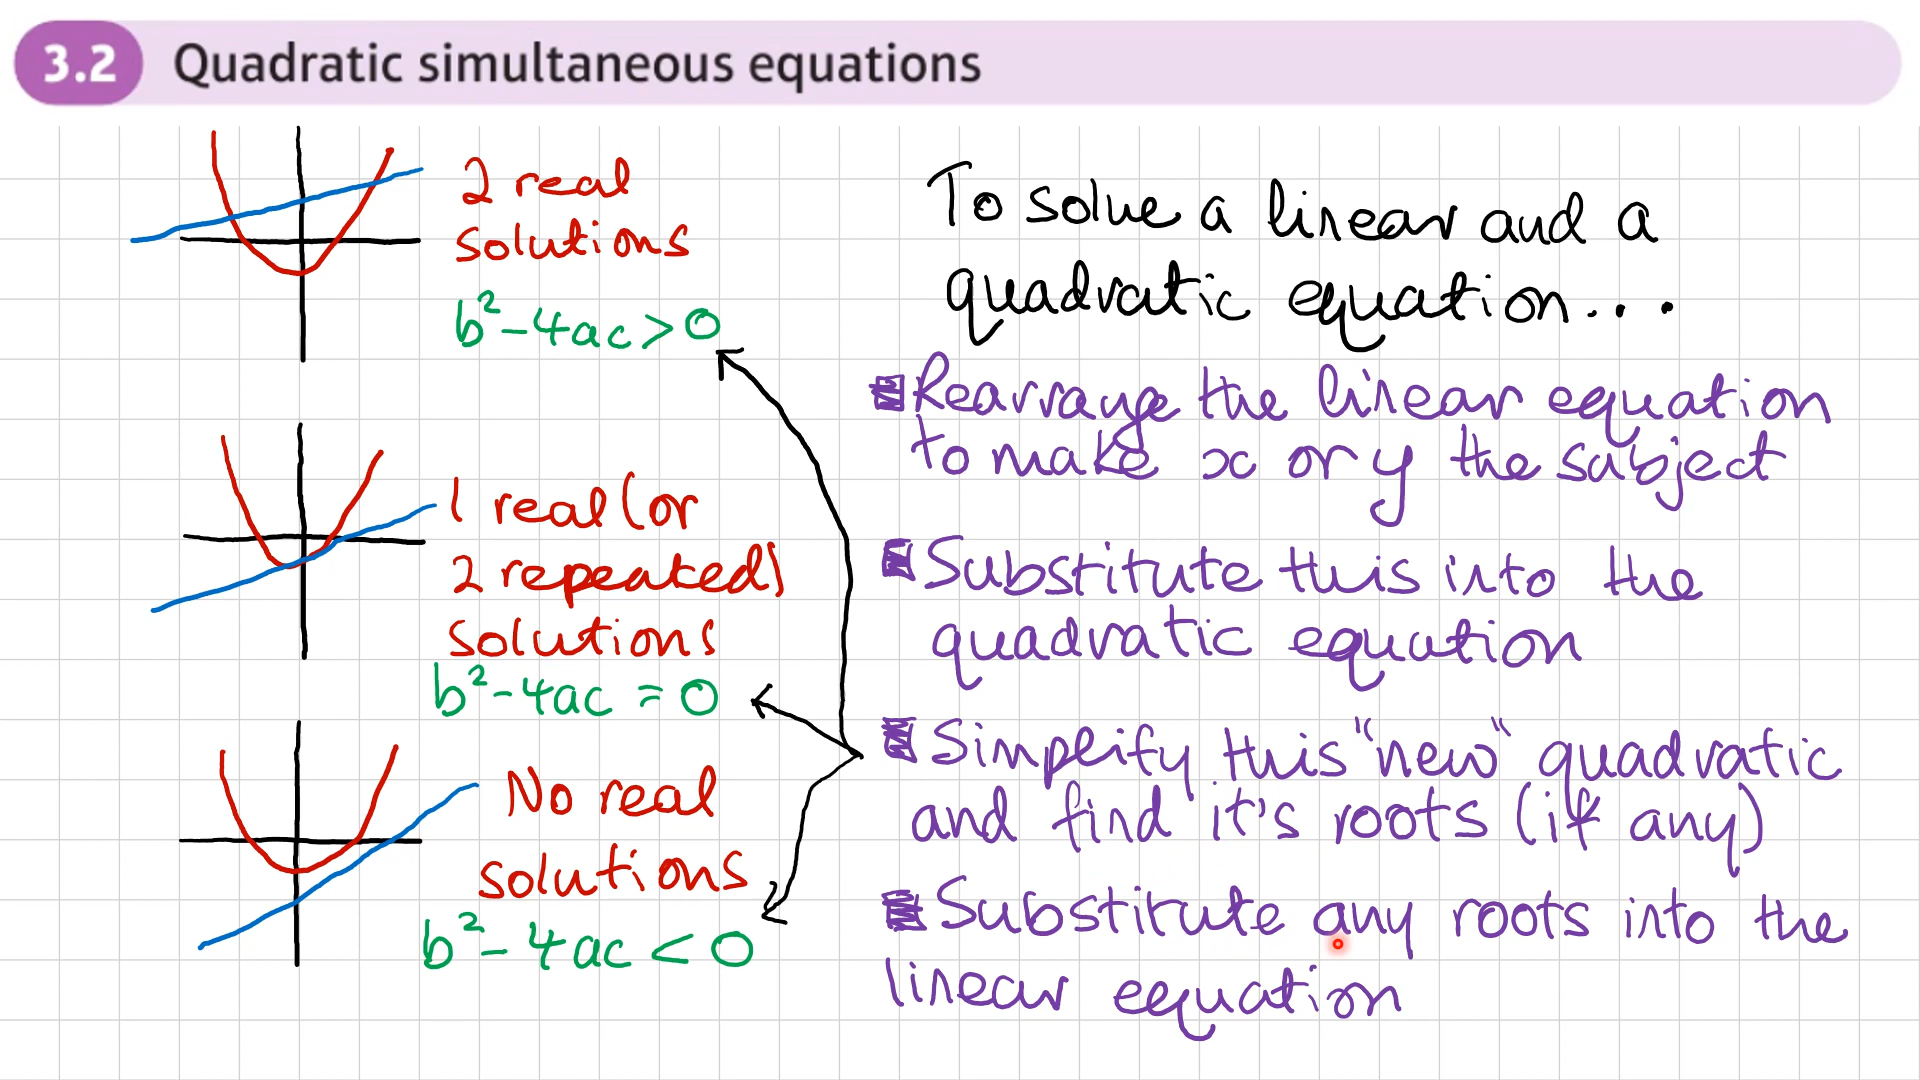 3.2 Quadratic simultaneous equations
2 real
solutions
b²-4ac>0
1 real (or
2 repeated)
solutions
b²-4ac = 0
No real
solutions
b²-4ac < 0
To solve a linear and a
quadratic equation...
Rearrange the linear equation
to make x or y the subject
Substitute this into the
quadratic equation
Simplify this "new" quadratic
and find it's roots (if any)
Substitute any roots into the
linear equation